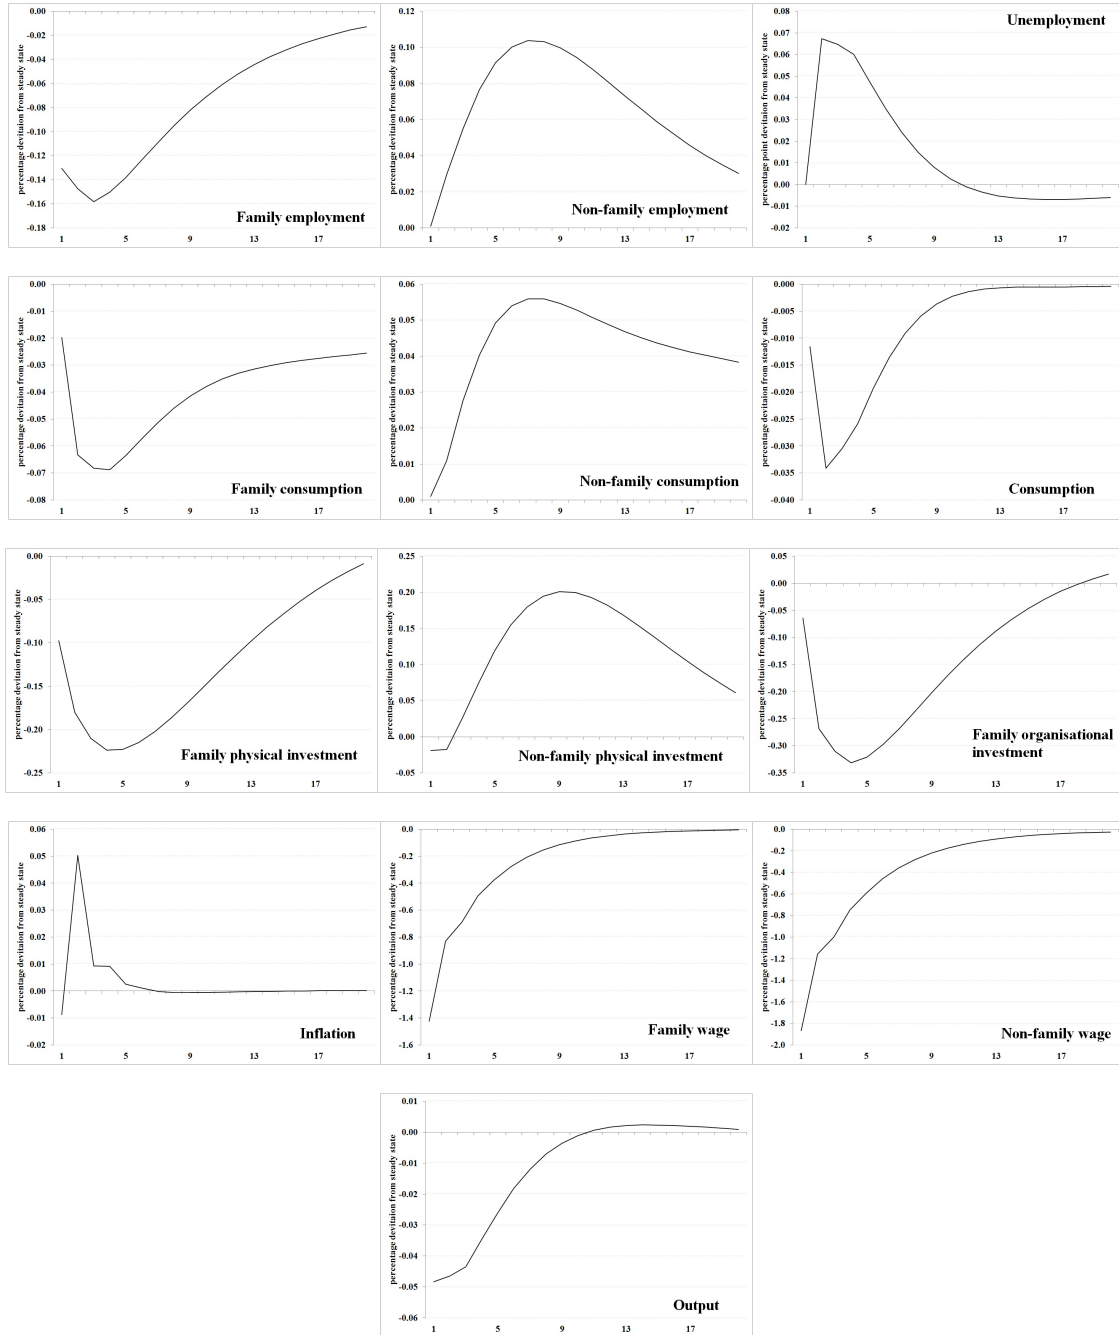 percentage devitaion from steady state
0.00
-0.02
-0.04
-0.06
-0.08
-0.10
-0.12
-0.14
-0.16
-0.18
1 5 9 13 17
Family employment
percentage devitaion from steady state
0.12
0.10
0.08
0.06
0.04
0.02
0.00
1 5 9 13 17
Non-family employment
percentage point devitaion from steady state
0.08
0.07
0.06
0.05
0.04
0.03
0.02
0.01
0.00
-0.01
-0.02
1 5 9 13 17
Unemployment
percentage devitaion from steady state
0.00
-0.01
-0.02
-0.03
-0.04
-0.05
-0.06
-0.07
-0.08
1 5 9 13 17
Family consumption
percentage devitaion from steady state
0.06
0.05
0.04
0.03
0.02
0.01
0.00
1 5 9 13 17
Non-family consumption
percentage devitaion from steady state
0.000
-0.005
-0.010
-0.015
-0.020
-0.025
-0.030
-0.035
-0.040
1 5 9 13 17
Consumption
percentage devitaion from steady state
0.00
-0.05
-0.10
-0.15
-0.20
-0.25
1 5 9 13 17
Family physical investment
percentage devitaion from steady state
0.25
0.20
0.15
0.10
0.05
0.00
-0.05
1 5 9 13 17
Non-family physical investment
percentage devitaion from steady state
0.05
0.00
-0.05
-0.10
-0.15
-0.20
-0.25
-0.30
-0.35
1 5 9 13 17
Family organisational
investment
percentage devitaion from steady state
0.06
0.05
0.04
0.03
0.02
0.01
0.00
-0.01
-0.02
1 5 9 13 17
Inflation
percentage devitaion from steady state
0.0
-0.2
-0.4
-0.6
-0.8
-1.0
-1.2
-1.4
-1.6
1 5 9 13 17
Family wage
percentage devitaion from steady state
0.0
-0.2
-0.4
-0.6
-0.8
-1.0
-1.2
-1.4
-1.6
-1.8
-2.0
1 5 9 13 17
Non-family wage
percentage devitaion from steady state
0.01
0.00
-0.01
-0.02
-0.03
-0.04
-0.05
-0.06
1 5 9 13 17
Output